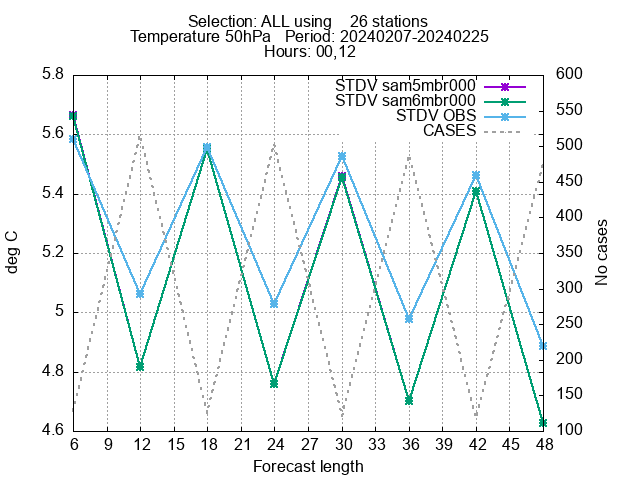 Selection: ALL using    26 stations
Temperature 50hPa   Period: 20240207-20240225
Hours: 00,12
STDV sam5mbr000
STDV sam6mbr000
STDV OBS
CASES
deg C
5.8
5.6
5.4
5.2
5
4.8
4.6
600
550
500
450
400
350
300
250
200
150
100
No cases
6 9 12 15 18 21 24 27 30 33 36 39 42 45 48
Forecast length